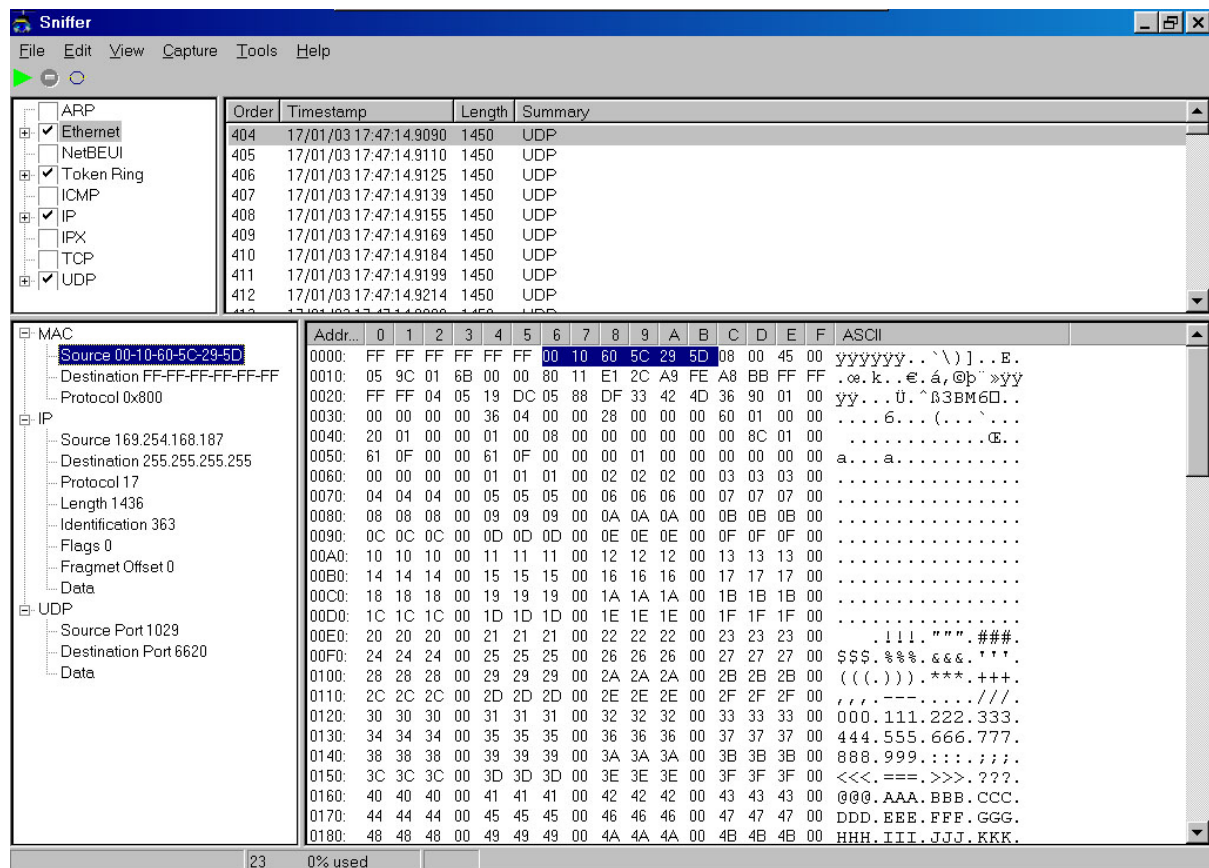 Sniffer
File Edit View Capture Tools Help
ARP
Ethernet
NetBEUI
Token Ring
ICMP
IP
IPX
TCP
UDP
Order Timestamp Length Summary
404 17/01/03 17:47:14.9090 1450 UDP
405 17/01/03 17:47:14.9110 1450 UDP
406 17/01/03 17:47:14.9125 1450 UDP
407 17/01/03 17:47:14.9139 1450 UDP
408 17/01/03 17:47:14.9155 1450 UDP
409 17/01/03 17:47:14.9169 1450 UDP
410 17/01/03 17:47:14.9184 1450 UDP
411 17/01/03 17:47:14.9199 1450 UDP
412 17/01/03 17:47:14.9214 1450 UDP
MAC
Source 00-10-60-5C-29-5D
Destination FF-FF-FF-FF-FF-FF
Protocol 0x800
IP
Source 169.254.168.187
Destination 255.255.255.255
Protocol 17
Length 1436
Identification 363
Flags 0
Fragmet Offset 0
Data
UDP
Source Port 1029
Destination Port 6620
Data
Addr... 0 1 2 3 4 5 6 7 8 9 A B C D E F ASCII
0000: FF FF FF FF FF FF 00 10 60 5C 29 5D 08 00 45 00 ÿÿÿÿÿÿ..`\)]..E.
0010: 05 9C 01 6B 00 00 80 11 E1 2C A9 FE A8 BB FF FF .œ.k..€.á,©þ¨»ÿÿ
0020: FF FF 04 05 19 DC 05 88 DF 33 42 4D 36 90 01 00 ÿÿ...Ü.ˆß3BM6□..
0030: 00 00 00 00 36 04 00 00 28 00 00 00 60 01 00 00 ....6...(...`...
0040: 20 01 00 00 01 00 08 00 00 00 00 00 00 8C 01 00 .............Œ..
0050: 61 0F 00 00 61 0F 00 00 00 01 00 00 00 00 00 00 a...a...........
0060: 00 00 00 00 01 01 01 00 02 02 02 00 03 03 03 00 ................
0070: 04 04 04 00 05 05 05 00 06 06 06 00 07 07 07 00 ................
0080: 08 08 08 00 09 09 09 00 0A 0A 0A 00 0B 0B 0B 00 ................
0090: 0C 0C 0C 00 0D 0D 0D 00 0E 0E 0E 00 0F 0F 0F 00 ................
00A0: 10 10 10 00 11 11 11 00 12 12 12 00 13 13 13 00 ................
00B0: 14 14 14 00 15 15 15 00 16 16 16 00 17 17 17 00 ................
00C0: 18 18 18 00 19 19 19 00 1A 1A 1A 00 1B 1B 1B 00 ................
00D0: 1C 1C 1C 00 1D 1D 1D 00 1E 1E 1E 00 1F 1F 1F 00 ................
00E0: 20 20 20 00 21 21 21 00 22 22 22 00 23 23 23 00 .!!!.""".###.
00F0: 24 24 24 00 25 25 25 00 26 26 26 00 27 27 27 00 $$$.%%%.&&&.'''.
0100: 28 28 28 00 29 29 29 00 2A 2A 2A 00 2B 2B 2B 00 (((.))).***.+++.
0110: 2C 2C 2C 00 2D 2D 2D 00 2E 2E 2E 00 2F 2F 2F 00 ,,,.---.....///.
0120: 30 30 30 00 31 31 31 00 32 32 32 00 33 33 33 00 000.111.222.333.
0130: 34 34 34 00 35 35 35 00 36 36 36 00 37 37 37 00 444.555.666.777.
0140: 38 38 38 00 39 39 39 00 3A 3A 3A 00 3B 3B 3B 00 888.999.:::.;;;.
0150: 3C 3C 3C 00 3D 3D 3D 00 3E 3E 3E 00 3F 3F 3F 00 <<<.===.>>>.???.
0160: 40 40 40 00 41 41 41 00 42 42 42 00 43 43 43 00 @@@.AAA.BBB.CCC.
0170: 44 44 44 00 45 45 45 00 46 46 46 00 47 47 47 00 DDD.EEE.FFF.GGG.
0180: 48 48 48 00 49 49 49 00 4A 4A 4A 00 4B 4B 4B 00 HHH.III.JJJ.KKK.
23 0% used